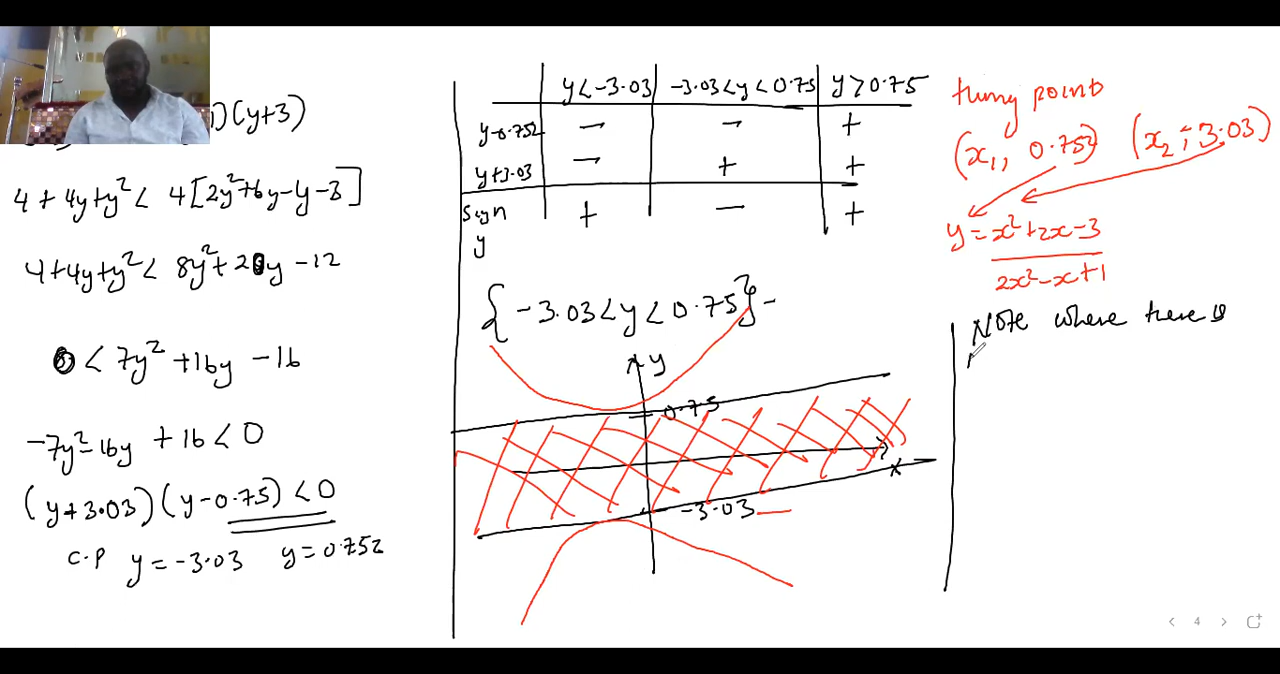 )(y+3)
4 + 4y+y² < 4[2y²+6y-y-3]
4+4y+y² < 8y²+20y -12
0 < 7y² +16y -16
-7y²-16y +16 < 0
(y+3.03)(y-0.75) < 0
C.P y = -3.03 y = 0.752
y < -3.03 -3.03 < y < 0.75 y > 0.75
y-0.752 - - +
y+3.03 - + +
Sign + - +
y
{ -3.03 < y < 0.75 } -
y
0.75
x
-3.03
turning point
(x₁, 0.752) (x₂, -3.03)
y = x²+2x-3
2x²-x+1
Note where there is